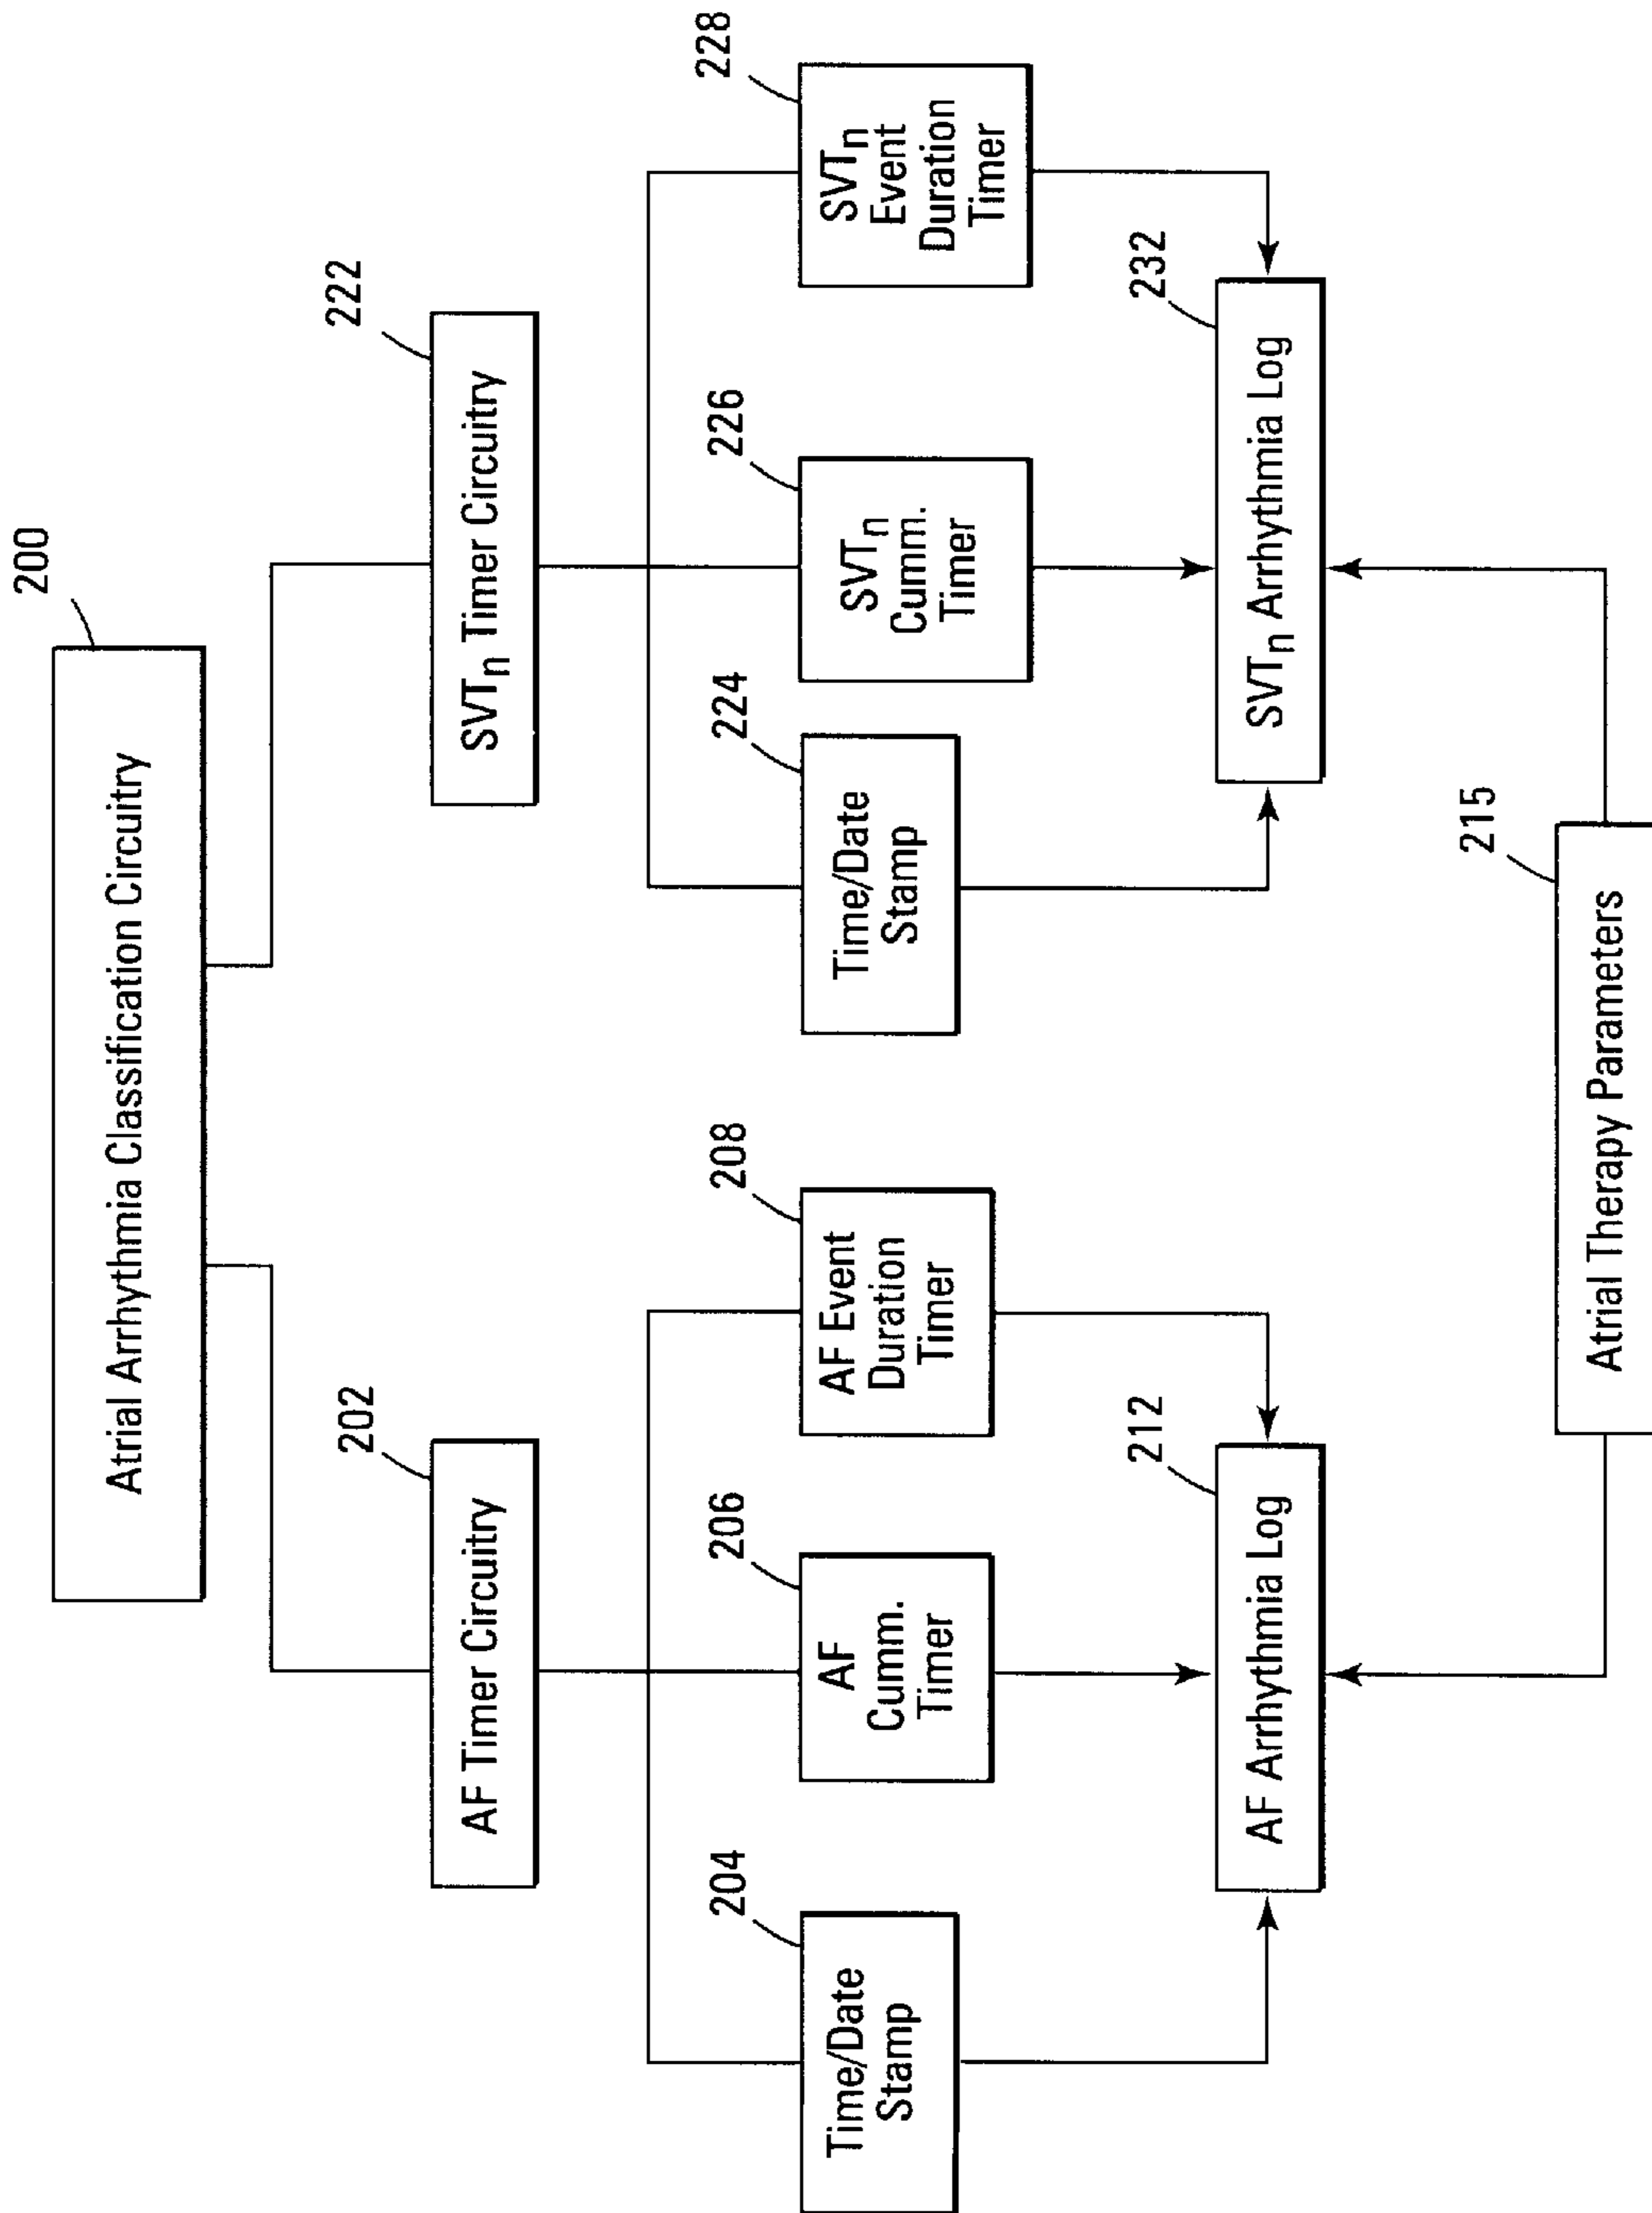 200
Atrial Arrhythmia Classification Circuitry
202
AF Timer Circuitry
222
SVTn Timer Circuitry
204
Time/Date
Stamp
206
AF
Cumm.
Timer
208
AF Event
Duration
Timer
224
Time/Date
Stamp
226
SVTn
Cumm.
Timer
228
SVTn
Event
Duration
Timer
212
AF Arrhythmia Log
232
SVTn Arrhythmia Log
215
Atrial Therapy Parameters